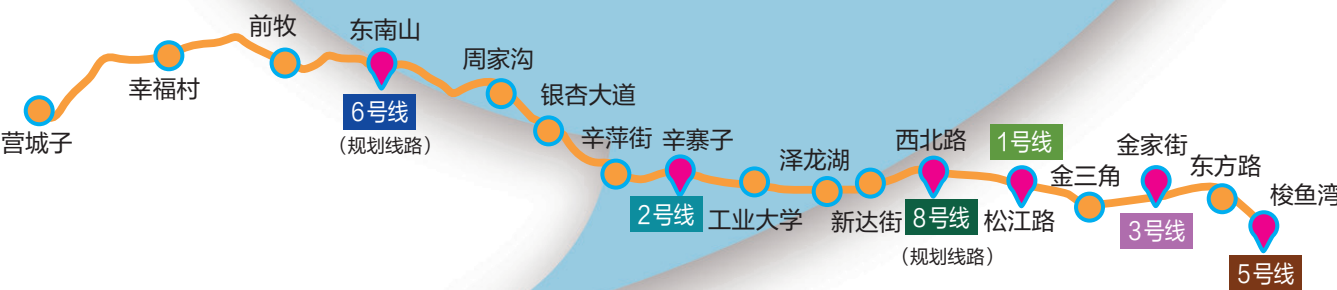 营城子
幸福村
前牧
东南山
6号线
（规划线路）
周家沟
银杏大道
辛萍街
辛寨子
2号线
工业大学
泽龙湖
新达街
西北路
8号线
（规划线路）
1号线
松江路
金三角
金家街
3号线
东方路
梭鱼湾
5号线